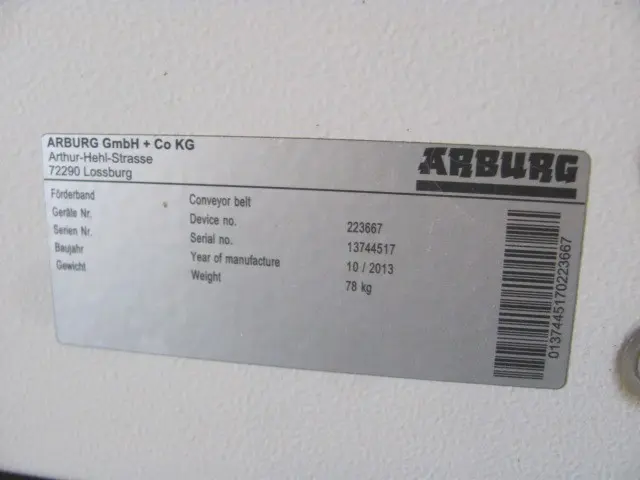 ARBURG GmbH + Co KG
Arthur-Hehl-Strasse
72290 Lossburg
ARBURG
Förderband Conveyor belt
Geräte Nr. Device no. 223667
Serien Nr. Serial no. 13744517
Baujahr Year of manufacture 10 / 2013
Gewicht Weight 78 kg
0137445170223667